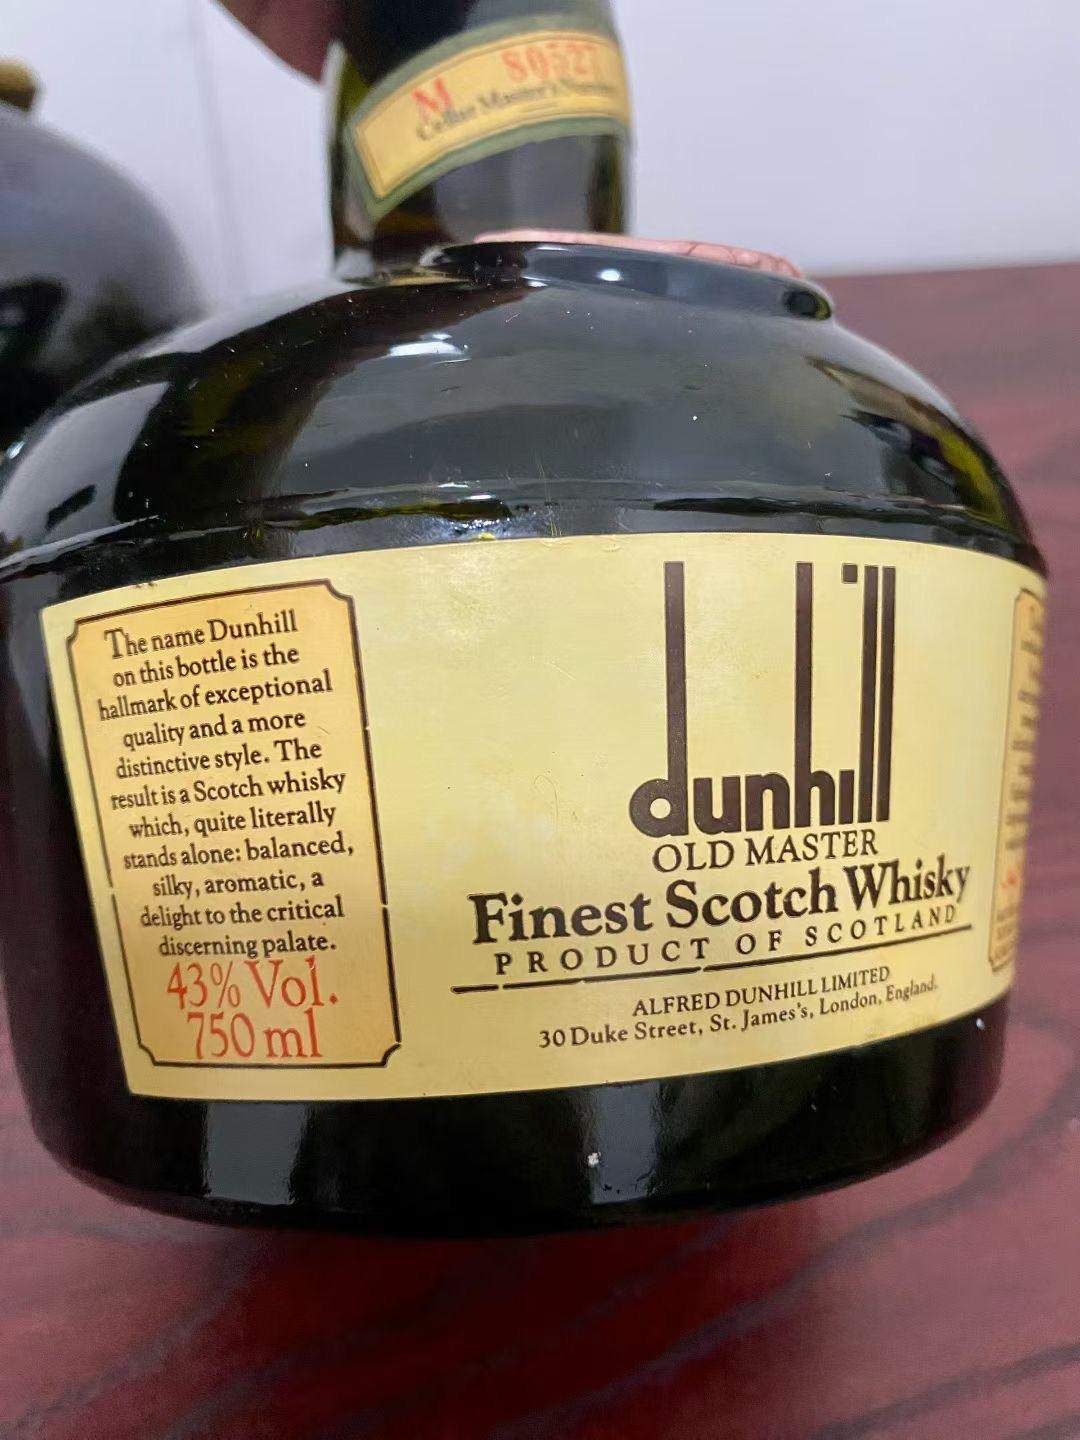 M 80527
Cellar Master's
The name Dunhill
on this bottle is the
hallmark of exceptional
quality and a more
distinctive style. The
result is a Scotch whisky
which, quite literally
stands alone: balanced,
silky, aromatic, a
delight to the critical
discerning palate.
43% Vol.
750 ml
dunhill
OLD MASTER
Finest Scotch Whisky
PRODUCT OF SCOTLAND
ALFRED DUNHILL LIMITED
30 Duke Street, St. James's, London, England.